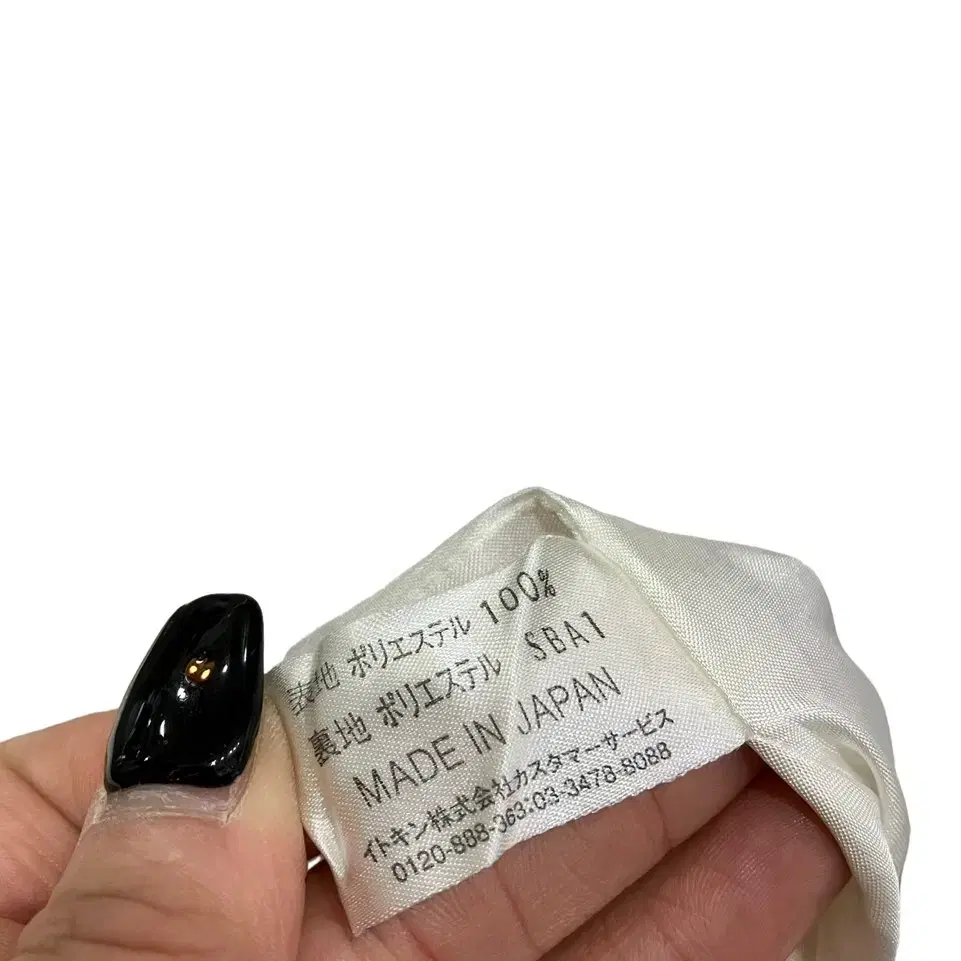 表地 ポリエステル 100%
裏地 ポリエステル SBA1
MADE IN JAPAN
イトキン株式会社カスタマーサービス
0120-888-363:03-3478-8088